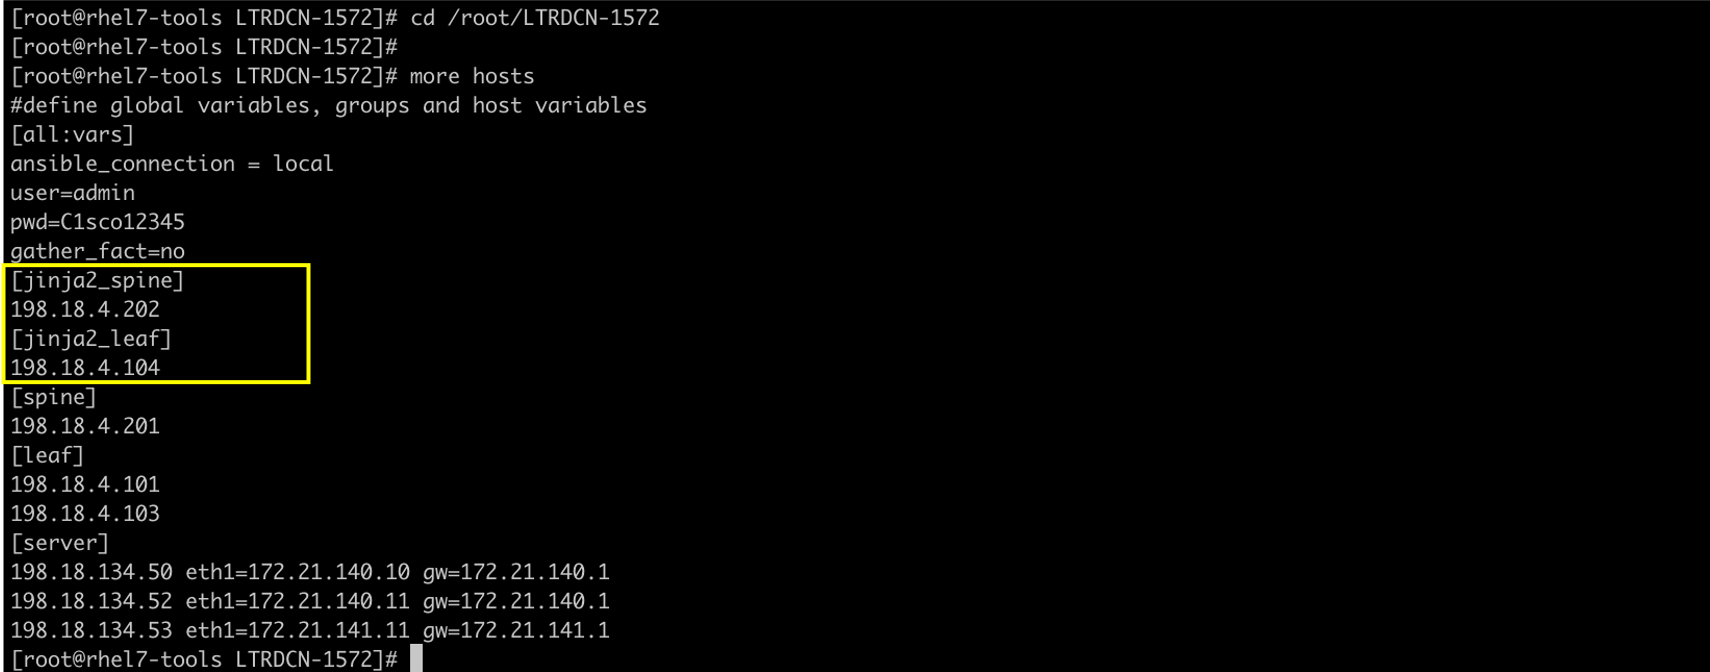 [root@rhel7-tools LTRDCN-1572]# cd /root/LTRDCN-1572
[root@rhel7-tools LTRDCN-1572]#
[root@rhel7-tools LTRDCN-1572]# more hosts
#define global variables, groups and host variables
[all:vars]
ansible_connection = local
user=admin
pwd=C1sco12345
gather_fact=no
[jinja2_spine]
198.18.4.202
[jinja2_leaf]
198.18.4.104
[spine]
198.18.4.201
[leaf]
198.18.4.101
198.18.4.103
[server]
198.18.134.50 eth1=172.21.140.10 gw=172.21.140.1
198.18.134.52 eth1=172.21.140.11 gw=172.21.140.1
198.18.134.53 eth1=172.21.141.11 gw=172.21.141.1
[root@rhel7-tools LTRDCN-1572]#